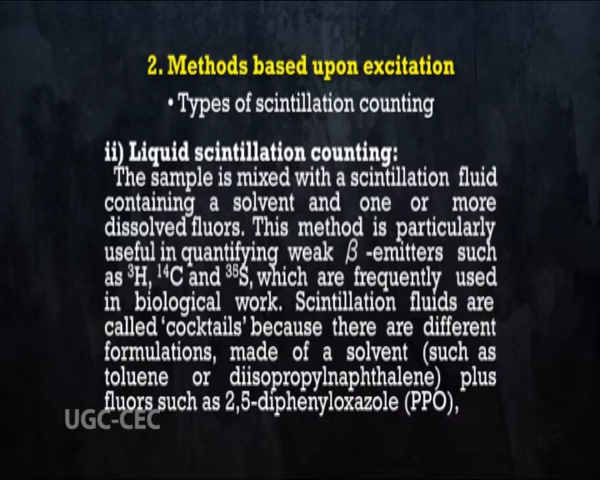 2. Methods based upon excitation
• Types of scintillation counting
ii) Liquid scintillation counting:
The sample is mixed with a scintillation fluid
containing a solvent and one or more
dissolved fluors. This method is particularly
useful in quantifying weak β -emitters such
as ³H, ¹⁴C and ³⁵S, which are frequently used
in biological work. Scintillation fluids are
called ‘cocktails’ because there are different
formulations, made of a solvent (such as
toluene or diisopropylnaphthalene) plus
fluors such as 2,5-diphenyloxazole (PPO),
UGC-CEC